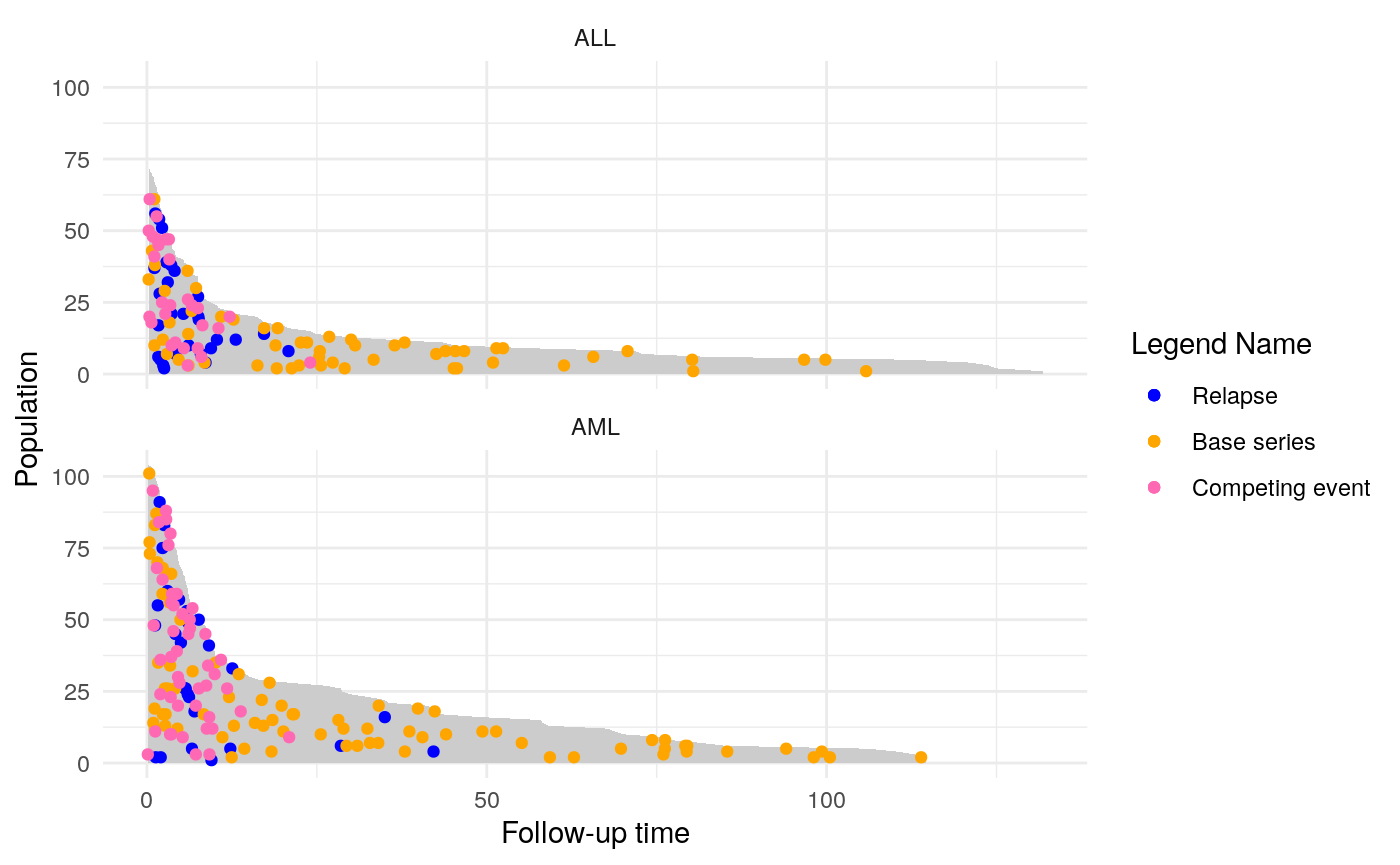 ALL
100
75
50
25
0
AML
100
75
50
25
0
0 50 100
Follow-up time
Population
Legend Name
Relapse
Base series
Competing event